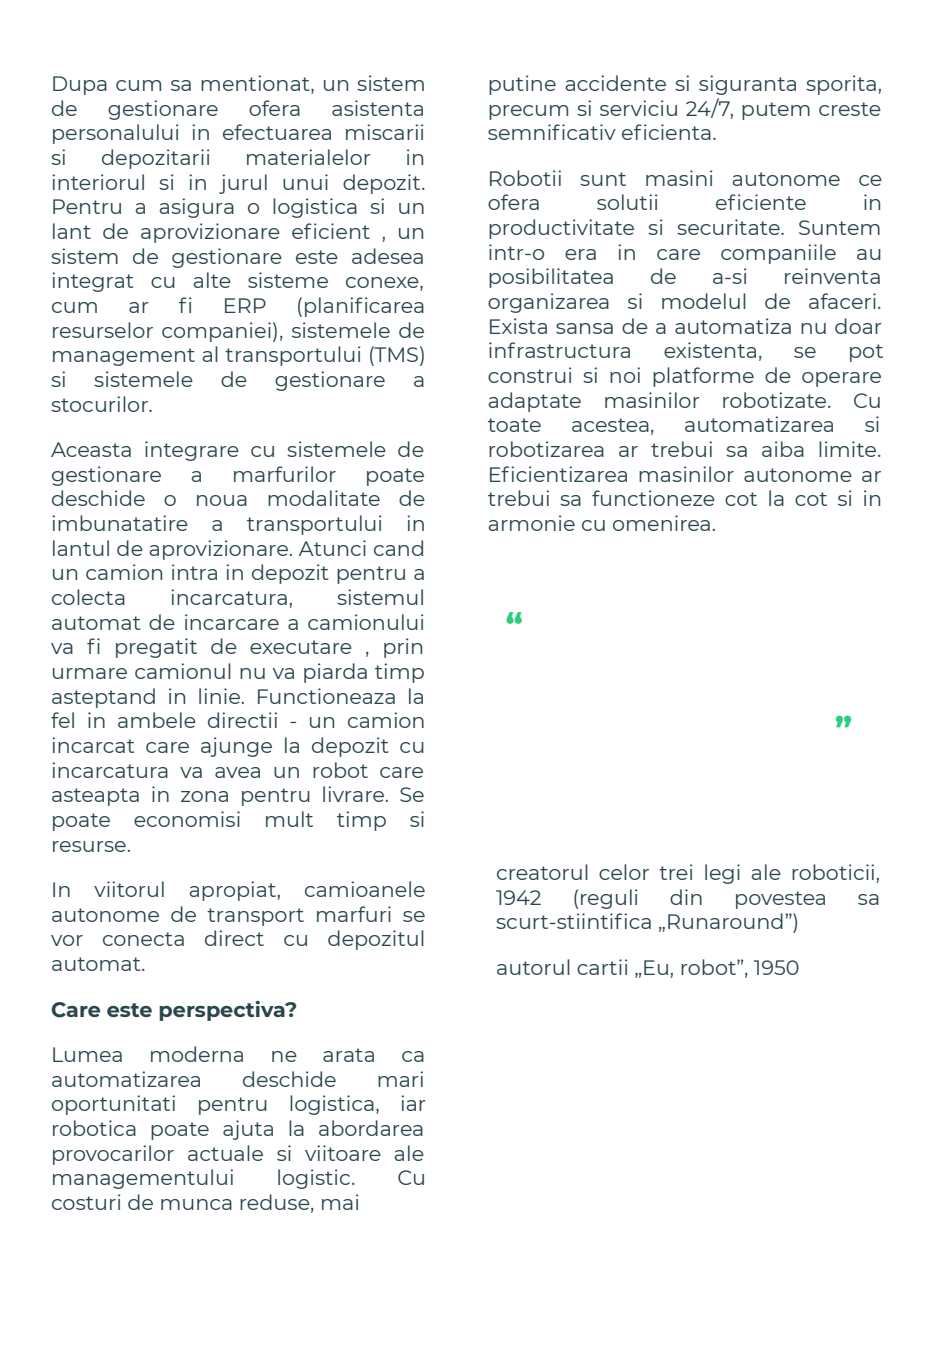 Dupa cum sa mentionat, un sistem
de gestionare ofera asistenta
personalului in efectuarea miscarii
si depozitarii materialelor in
interiorul si in jurul unui depozit.
Pentru a asigura o logistica si un
lant de aprovizionare eficient , un
sistem de gestionare este adesea
integrat cu alte sisteme conexe,
cum ar fi ERP (planificarea
resurselor companiei), sistemele de
management al transportului (TMS)
si sistemele de gestionare a
stocurilor.
Aceasta integrare cu sistemele de
gestionare a marfurilor poate
deschide o noua modalitate de
imbunatatire a transportului in
lantul de aprovizionare. Atunci cand
un camion intra in depozit pentru a
colecta incarcatura, sistemul
automat de incarcare a camionului
va fi pregatit de executare , prin
urmare camionul nu va piarda timp
asteptand in linie. Functioneaza la
fel in ambele directii - un camion
incarcat care ajunge la depozit cu
incarcatura va avea un robot care
asteapta in zona pentru livrare. Se
poate economisi mult timp si
resurse.
In viitorul apropiat, camioanele
autonome de transport marfuri se
vor conecta direct cu depozitul
automat.
Care este perspectiva?
Lumea moderna ne arata ca
automatizarea deschide mari
oportunitati pentru logistica, iar
robotica poate ajuta la abordarea
provocarilor actuale si viitoare ale
managementului logistic. Cu
costuri de munca reduse, mai
putine accidente si siguranta sporita,
precum si serviciu 24/7, putem creste
semnificativ eficienta.
Robotii sunt masini autonome ce
ofera solutii eficiente in
productivitate si securitate. Suntem
intr-o era in care companiile au
posibilitatea de a-si reinventa
organizarea si modelul de afaceri.
Exista sansa de a automatiza nu doar
infrastructura existenta, se pot
construi si noi platforme de operare
adaptate masinilor robotizate. Cu
toate acestea, automatizarea si
robotizarea ar trebui sa aiba limite.
Eficientizarea masinilor autonome ar
trebui sa functioneze cot la cot si in
armonie cu omenirea.
“
”
creatorul celor trei legi ale roboticii,
1942 (reguli din povestea sa
scurt-stiintifica „Runaround”)
autorul cartii „Eu, robot”, 1950